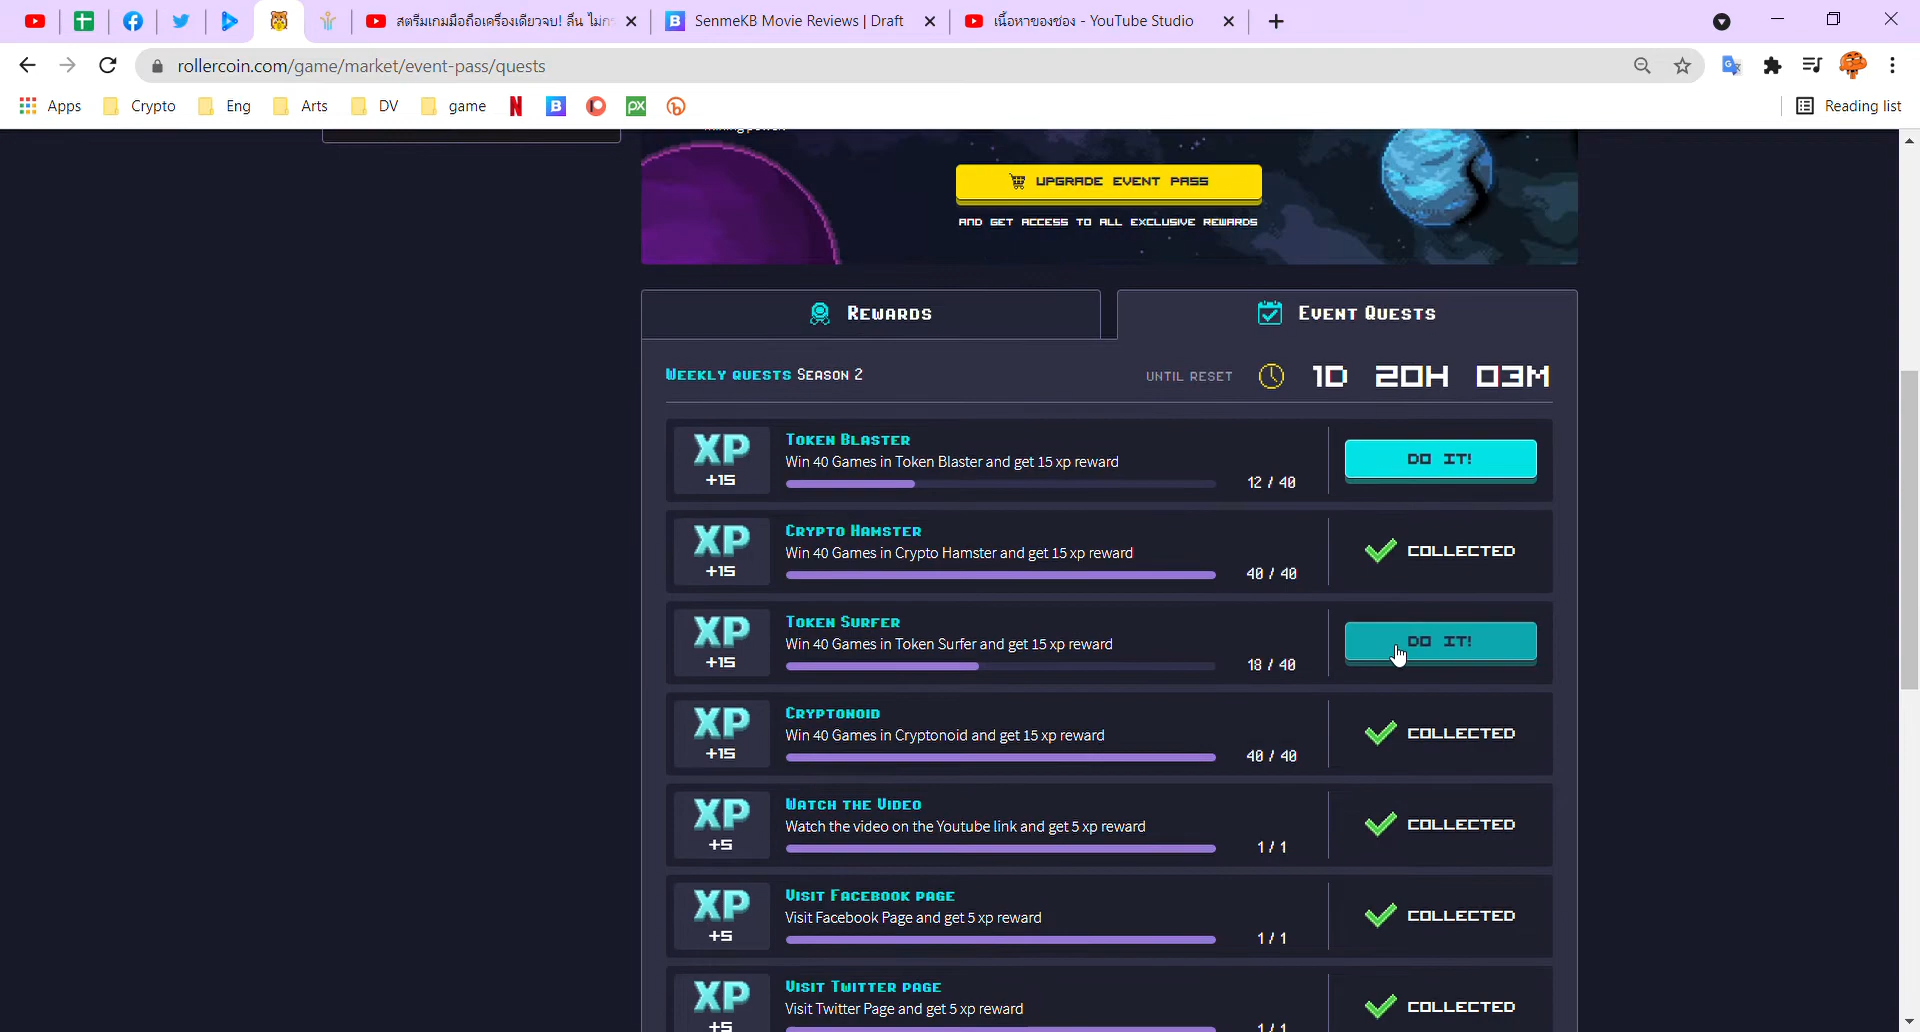 สตรีมเกมมือถือเครื่องเดียวจบ! ลื่น ไม่กร
SenmeKB Movie Reviews | Draft
เนื้อหาของช่อง - YouTube Studio
rollercoin.com/game/market/event-pass/quests
Apps Crypto Eng Arts DV game Reading list
UPGRADE EVENT PASS
AND GET ACCESS TO ALL EXCLUSIVE REWARDS
REWARDS EVENT QUESTS
WEEKLY QUESTS SEASON 2 UNTIL RESET 1D 20H 03M
XP +15
TOKEN BLASTER
Win 40 Games in Token Blaster and get 15 xp reward
12 / 40
DO IT!
XP +15
CRYPTO HAMSTER
Win 40 Games in Crypto Hamster and get 15 xp reward
40 / 40
COLLECTED
XP +15
TOKEN SURFER
Win 40 Games in Token Surfer and get 15 xp reward
18 / 40
DO IT!
XP +15
CRYPTONOID
Win 40 Games in Cryptonoid and get 15 xp reward
40 / 40
COLLECTED
XP +5
WATCH THE VIDEO
Watch the video on the Youtube link and get 5 xp reward
1 / 1
COLLECTED
XP +5
VISIT FACEBOOK PAGE
Visit Facebook Page and get 5 xp reward
1 / 1
COLLECTED
XP +5
VISIT TWITTER PAGE
Visit Twitter Page and get 5 xp reward
1 / 1
COLLECTED